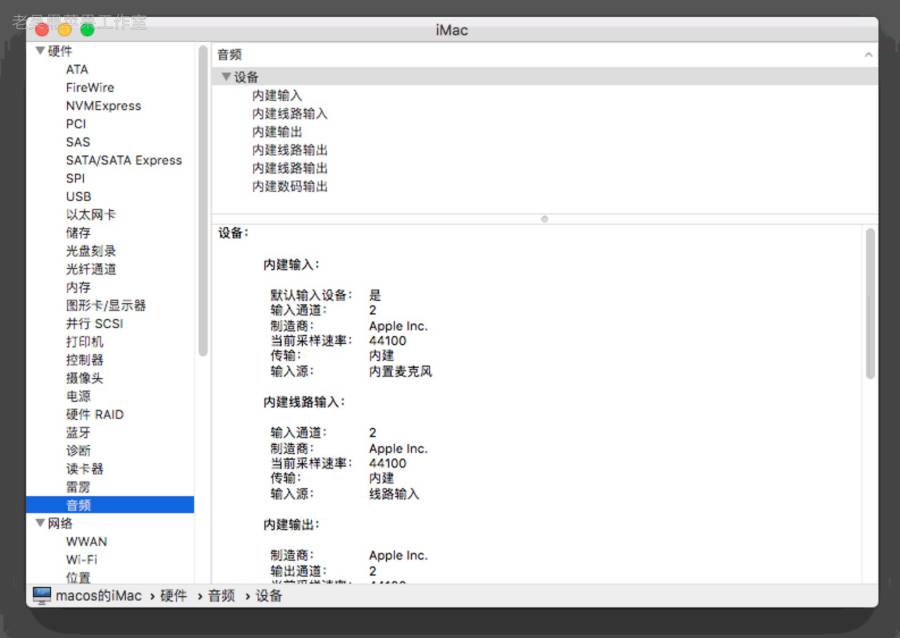 iMac
硬件
ATA
FireWire
NVMExpress
PCI
SAS
SATA/SATA Express
SPI
USB
以太网卡
储存
光盘刻录
光纤通道
内存
图形卡/显示器
并行 SCSI
打印机
控制器
摄像头
电源
硬件 RAID
蓝牙
诊断
读卡器
雷雳
音频
网络
WWAN
Wi-Fi
位置
音频
设备
内建输入
内建线路输入
内建输出
内建线路输出
内建线路输出
内建数码输出
设备：
内建输入：
默认输入设备： 是
输入通道： 2
制造商： Apple Inc.
当前采样速率： 44100
传输： 内建
输入源： 内置麦克风
内建线路输入：
输入通道： 2
制造商： Apple Inc.
当前采样速率： 44100
传输： 内建
输入源： 线路输入
内建输出：
制造商： Apple Inc.
输出通道： 2
当前采样速率： 44100
macos的iMac › 硬件 › 音频 › 设备